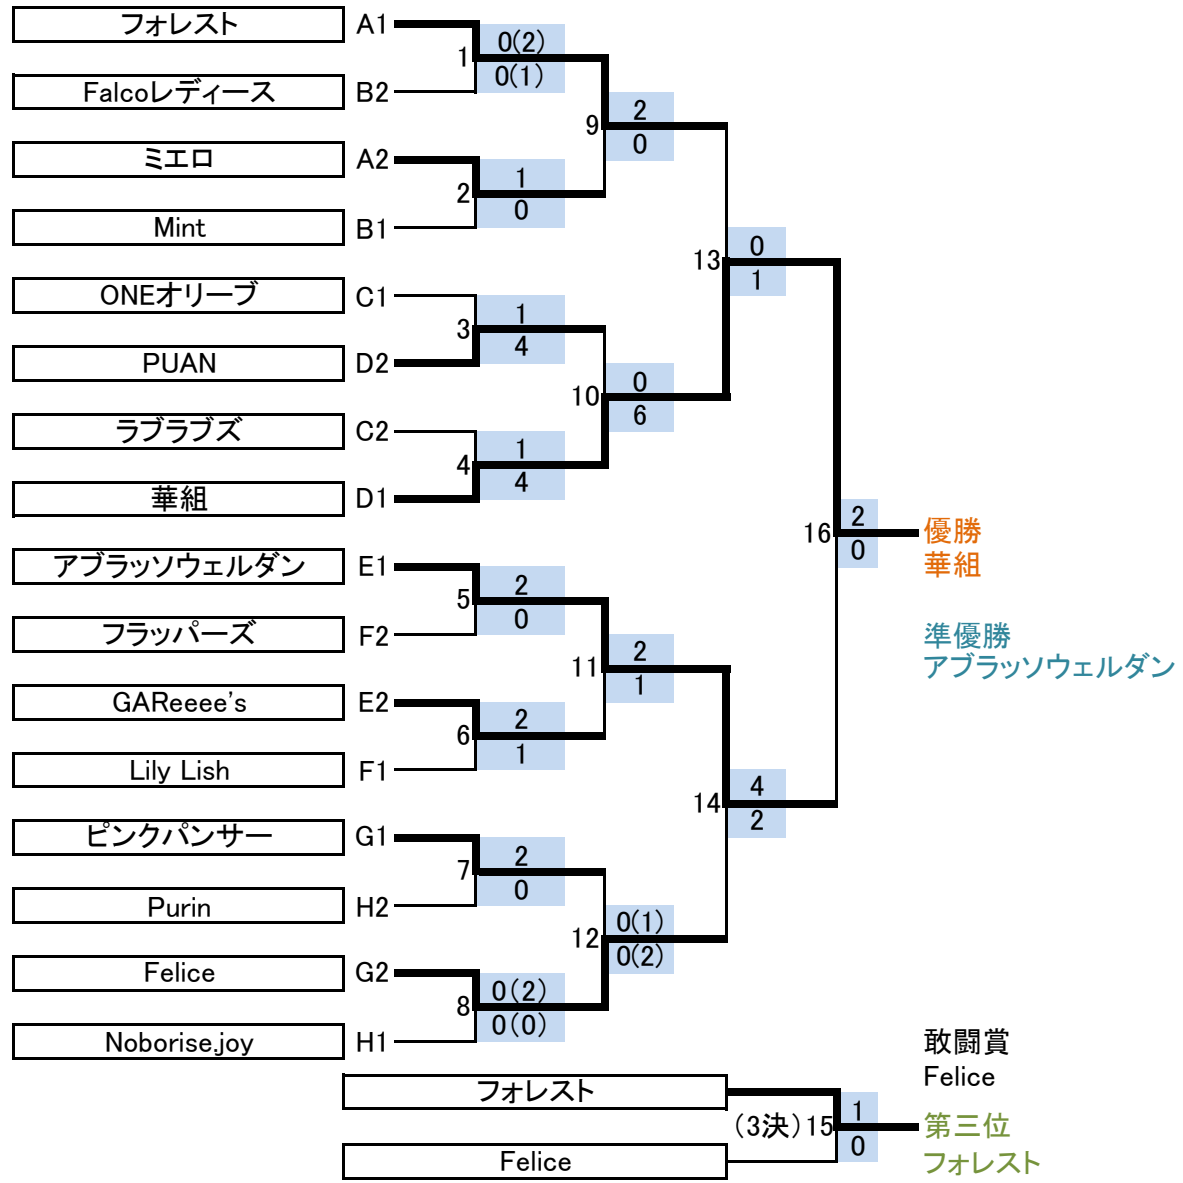 フォレスト A1
1 0(2)
0(1)
Falcoレディース B2
9 2
0
ミエロ A2
2 1
0
Mint B1
13 0
1
ONEオリーブ C1
3 1
4
PUAN D2
10 0
6
ラブラブズ C2
4 1
4
華組 D1
16 2
0
優勝
華組
アブラッソウェルダン E1
5 2
0
フラッパーズ F2
準優勝
アブラッソウェルダン
11 2
1
GAReeee's E2
6 2
1
Lily Lish F1
14 4
2
ピンクパンサー G1
7 2
0
Purin H2
12 0(1)
0(2)
Felice G2
8 0(2)
0(0)
Noborise.joy H1
敢闘賞
Felice
フォレスト
(3決)15 1
0
第三位
フォレスト
Felice